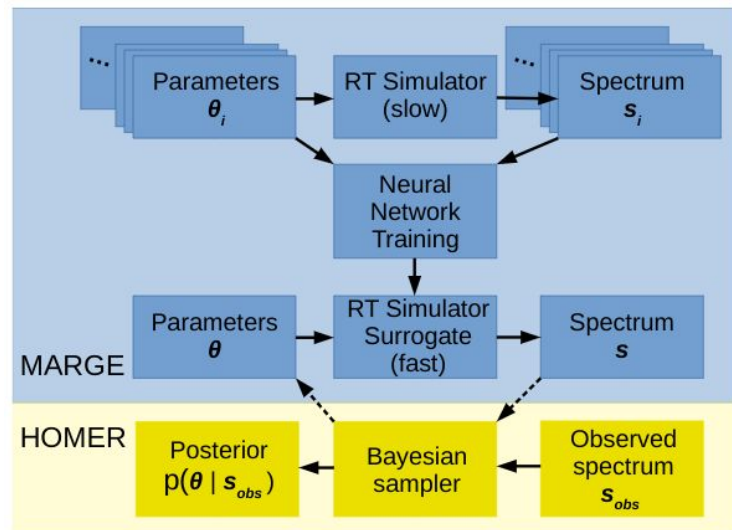 ...
...
Parameters
θi
RT Simulator
(slow)
Spectrum
si
Neural
Network
Training
Parameters
θ
RT Simulator
Surrogate
(fast)
Spectrum
s
MARGE
HOMER
Posterior
p(θ | sobs)
Bayesian
sampler
Observed
spectrum
sobs